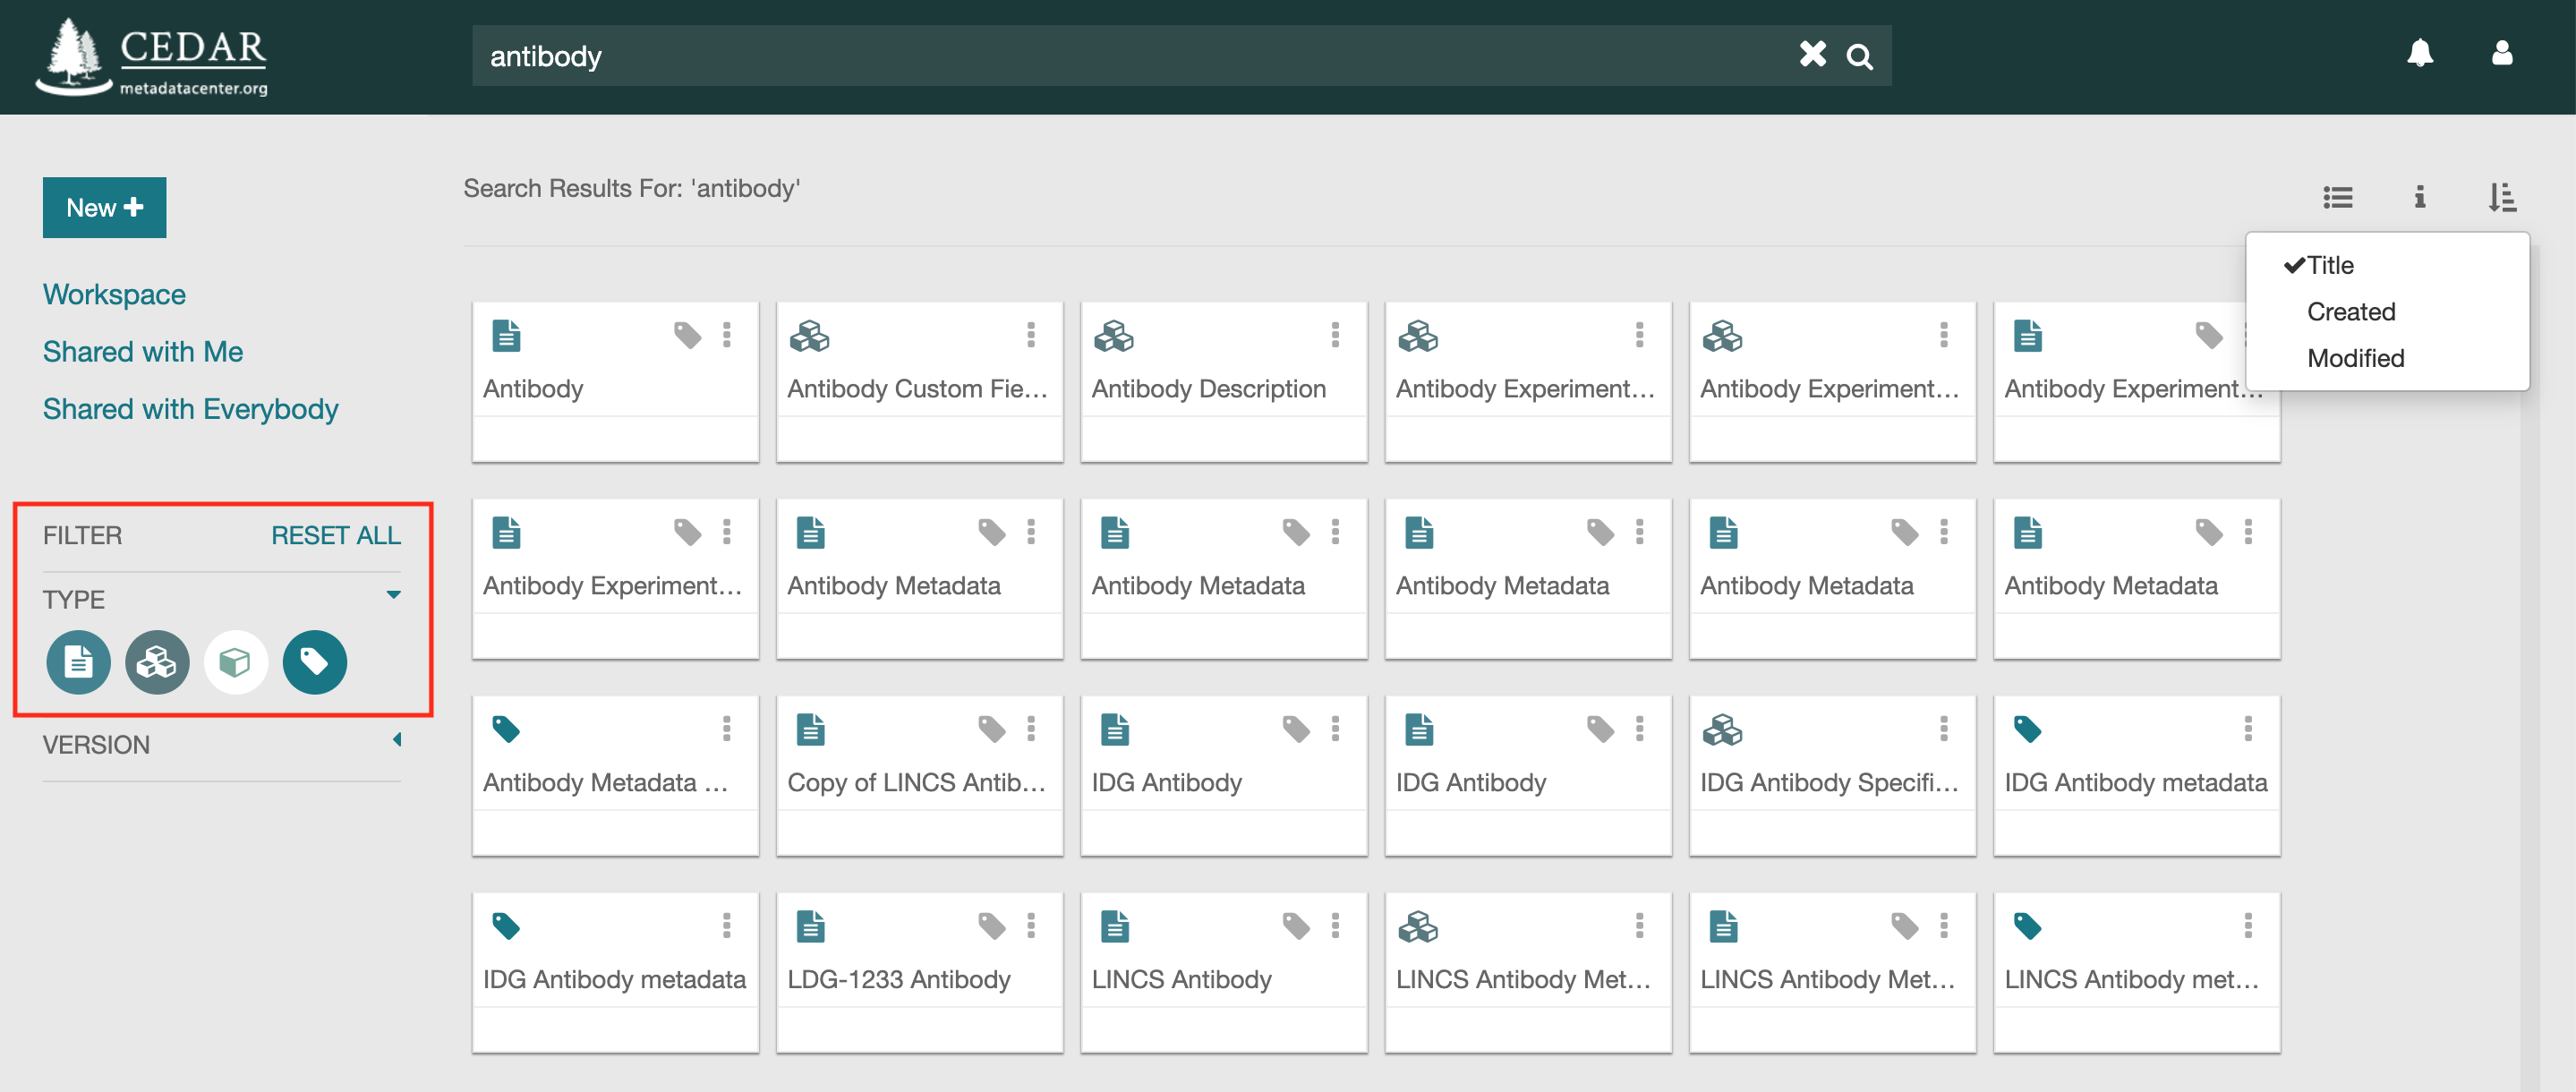 CEDAR
metadatacenter.org
antibody
New
Search Results For: 'antibody'
Workspace
Shared with Me
Shared with Everybody
Title
Created
Modified
FILTER RESET ALL
TYPE
VERSION
Antibody
Antibody Custom Fie...
Antibody Description
Antibody Experiment...
Antibody Experiment...
Antibody Experiment...
Antibody Experiment...
Antibody Metadata
Antibody Metadata
Antibody Metadata
Antibody Metadata
Antibody Metadata
Antibody Metadata ...
Copy of LINCS Antib...
IDG Antibody
IDG Antibody
IDG Antibody Specifi...
IDG Antibody metadata
IDG Antibody metadata
LDG-1233 Antibody
LINCS Antibody
LINCS Antibody Met...
LINCS Antibody Met...
LINCS Antibody met...